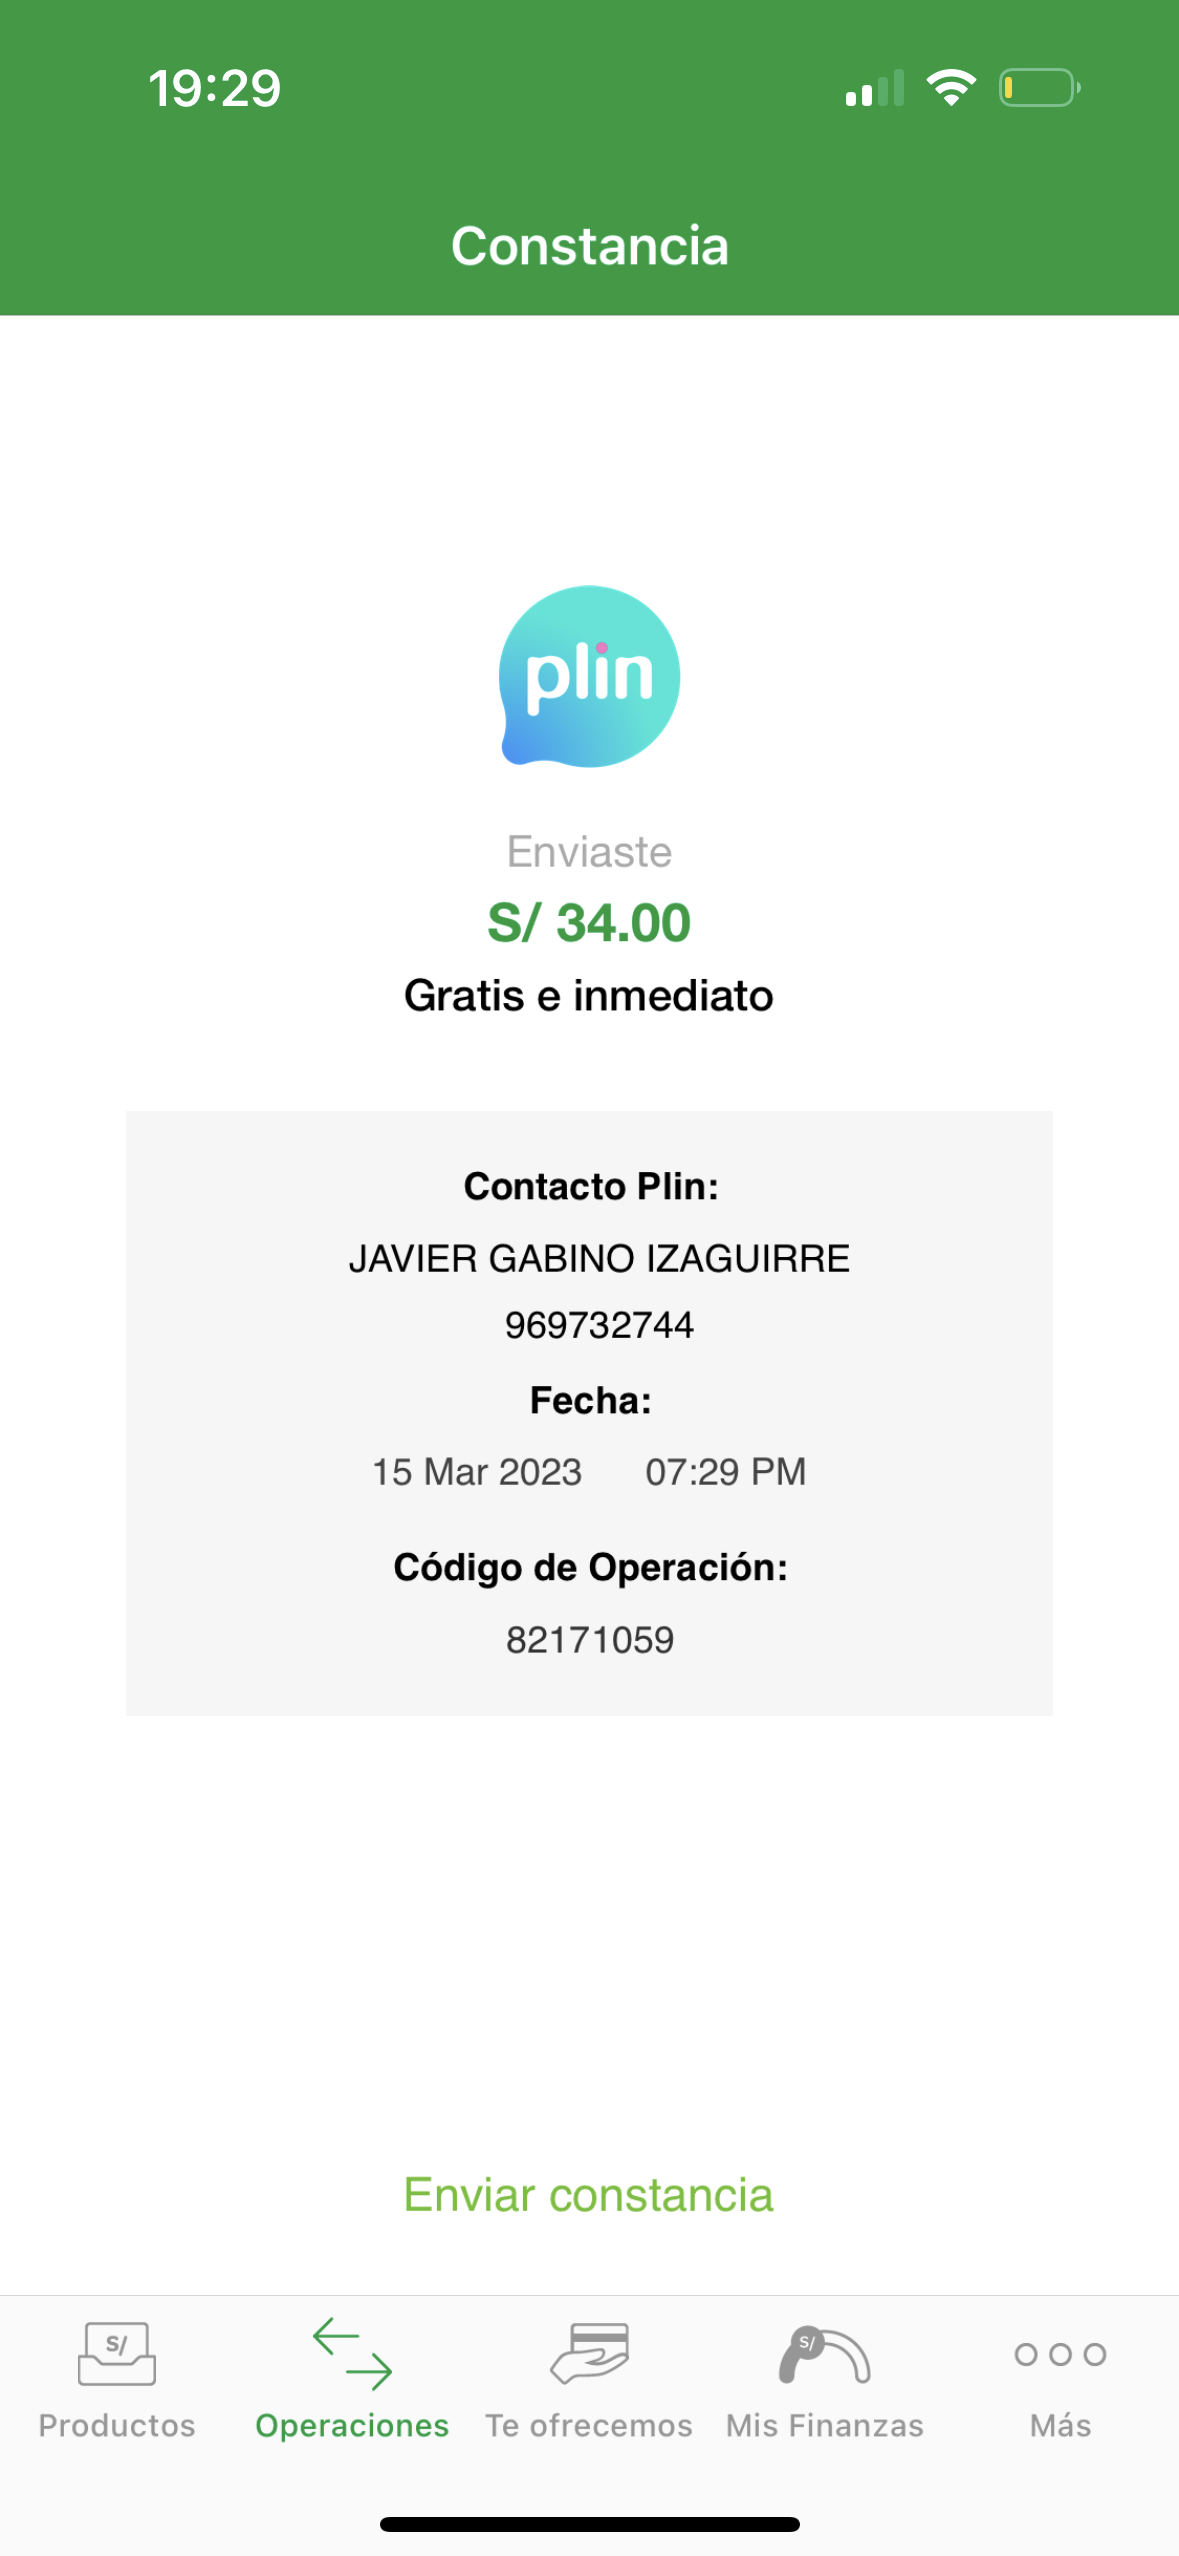 19:29
Constancia
plin
Enviaste
S/ 34.00
Gratis e inmediato
Contacto Plin:
JAVIER GABINO IZAGUIRRE
969732744
Fecha:
15 Mar 2023 07:29 PM
Código de Operación:
82171059
Enviar constancia
S/ S/
Productos Operaciones Te ofrecemos Mis Finanzas Más